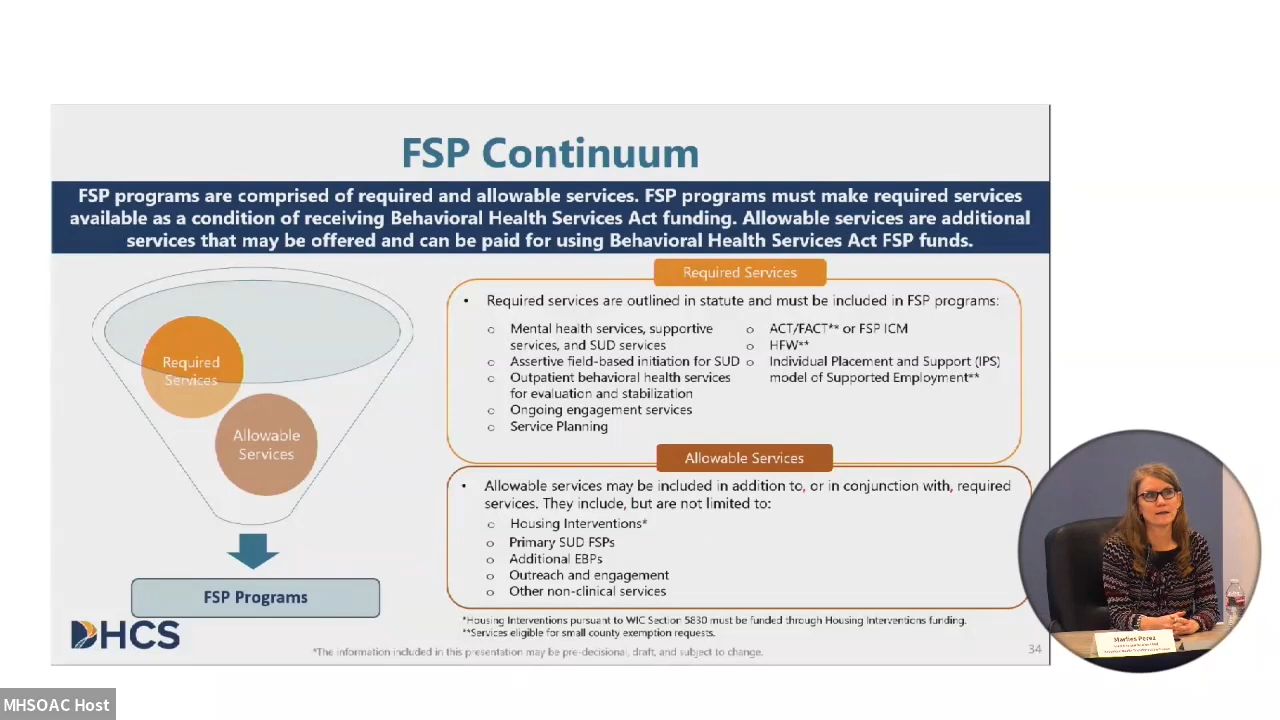 FSP Continuum
FSP programs are comprised of required and allowable services. FSP programs must make required services
available as a condition of receiving Behavioral Health Services Act funding. Allowable services are additional
services that may be offered and can be paid for using Behavioral Health Services Act FSP funds.
Required
Services
Allowable
Services
FSP Programs
Required Services
• Required services are outlined in statute and must be included in FSP programs:
o Mental health services, supportive
services, and SUD services
o Assertive field-based initiation for SUD
o Outpatient behavioral health services
for evaluation and stabilization
o Ongoing engagement services
o Service Planning
o ACT/FACT** or FSP ICM
o HFW**
o Individual Placement and Support (IPS)
model of Supported Employment**
Allowable Services
• Allowable services may be included in addition to, or in conjunction with, required
services. They include, but are not limited to:
o Housing Interventions*
o Primary SUD FSPs
o Additional EBPs
o Outreach and engagement
o Other non-clinical services
*Housing Interventions pursuant to WIC Section 5830 must be funded through Housing Interventions funding.
**Services eligible for small county exemption requests.
DHCS
*The information included in this presentation may be pre-decisional, draft, and subject to change.
34
Marlies Perez
MHSOAC Host